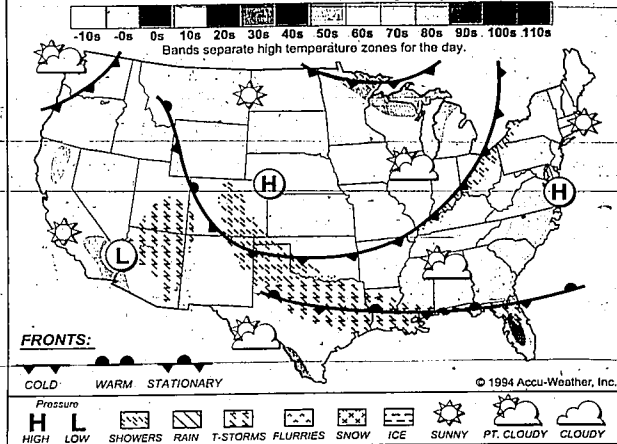 -10s -0s 0s 10s 20s 30s 40s 50s 60s 70s 80s 90s 100s 110s
Bands separate high temperature zones for the day.
H
H
L
FRONTS:
COLD WARM STATIONARY
© 1994 Accu-Weather, Inc.
Pressure
H L
HIGH LOW SHOWERS RAIN T-STORMS FLURRIES SNOW ICE SUNNY PT. CLOUDY CLOUDY